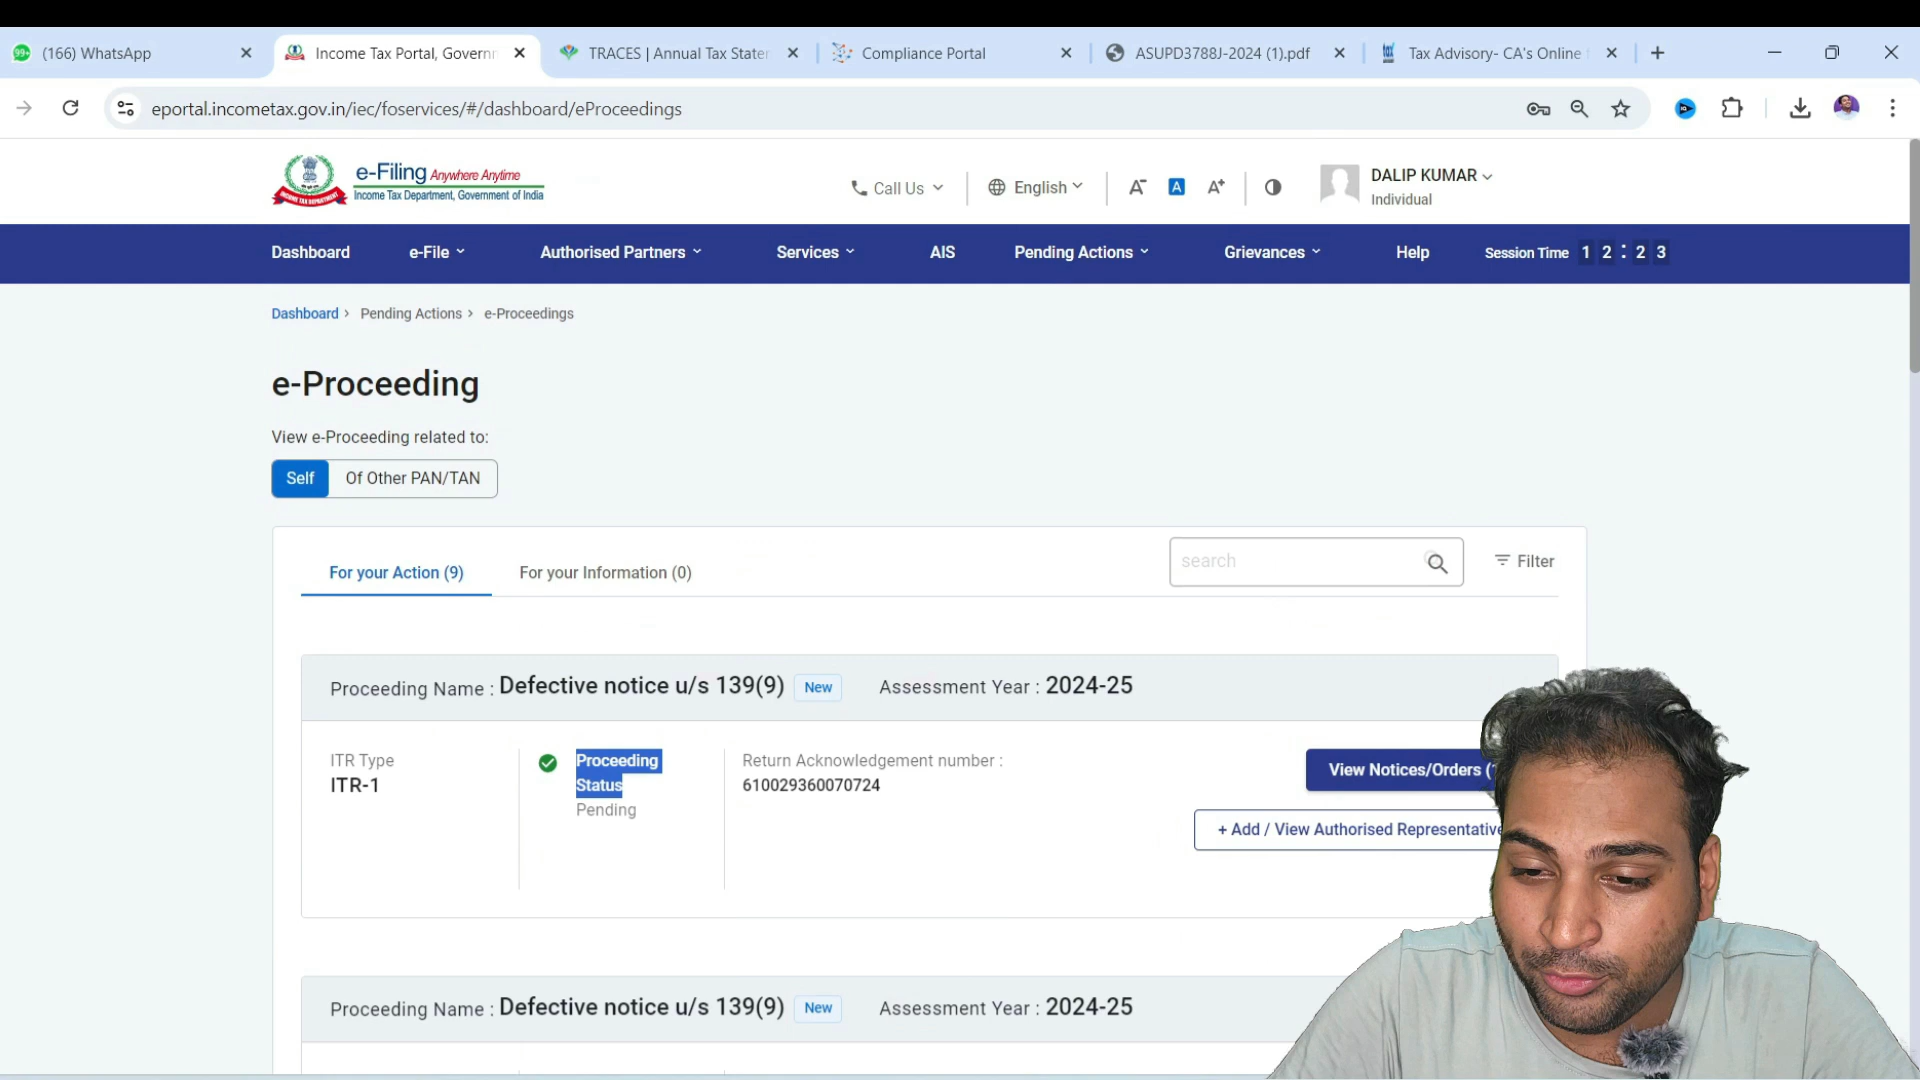 (166) WhatsApp
Income Tax Portal, Governm
TRACES | Annual Tax Stater
Compliance Portal
ASUPD3788J-2024 (1).pdf
Tax Advisory- CA's Online
eportal.incometax.gov.in/iec/foservices/#/dashboard/eProceedings
e-Filing Anywhere Anytime
Income Tax Department, Government of India
Call Us
English
A- A A+
DALIP KUMAR
Individual
Dashboard e-File Authorised Partners Services AIS Pending Actions Grievances Help Session Time 12:23
Dashboard > Pending Actions > e-Proceedings
e-Proceeding
View e-Proceeding related to:
Self Of Other PAN/TAN
For your Action (9) For your Information (0) search Filter
Proceeding Name : Defective notice u/s 139(9) New Assessment Year : 2024-25
ITR Type
ITR-1
Proceeding
Status
Pending
Return Acknowledgement number :
610029360070724
View Notices/Orders (
+ Add / View Authorised Representative
Proceeding Name : Defective notice u/s 139(9) New Assessment Year : 2024-25